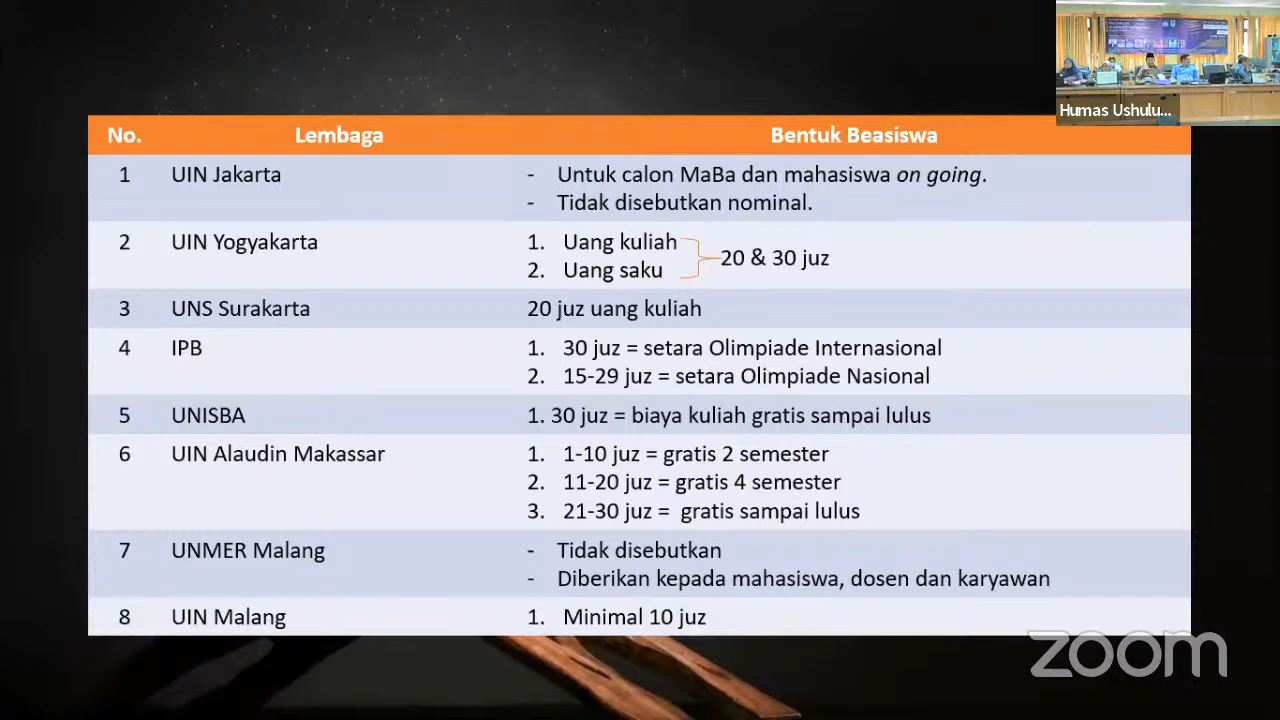 Humas Ushulu...
No. Lembaga Bentuk Beasiswa
1 UIN Jakarta - Untuk calon MaBa dan mahasiswa on going.
- Tidak disebutkan nominal.
2 UIN Yogyakarta 1. Uang kuliah
2. Uang saku
20 & 30 juz
3 UNS Surakarta 20 juz uang kuliah
4 IPB 1. 30 juz = setara Olimpiade Internasional
2. 15-29 juz = setara Olimpiade Nasional
5 UNISBA 1. 30 juz = biaya kuliah gratis sampai lulus
6 UIN Alaudin Makassar 1. 1-10 juz = gratis 2 semester
2. 11-20 juz = gratis 4 semester
3. 21-30 juz = gratis sampai lulus
7 UNMER Malang - Tidak disebutkan
- Diberikan kepada mahasiswa, dosen dan karyawan
8 UIN Malang 1. Minimal 10 juz
zoom